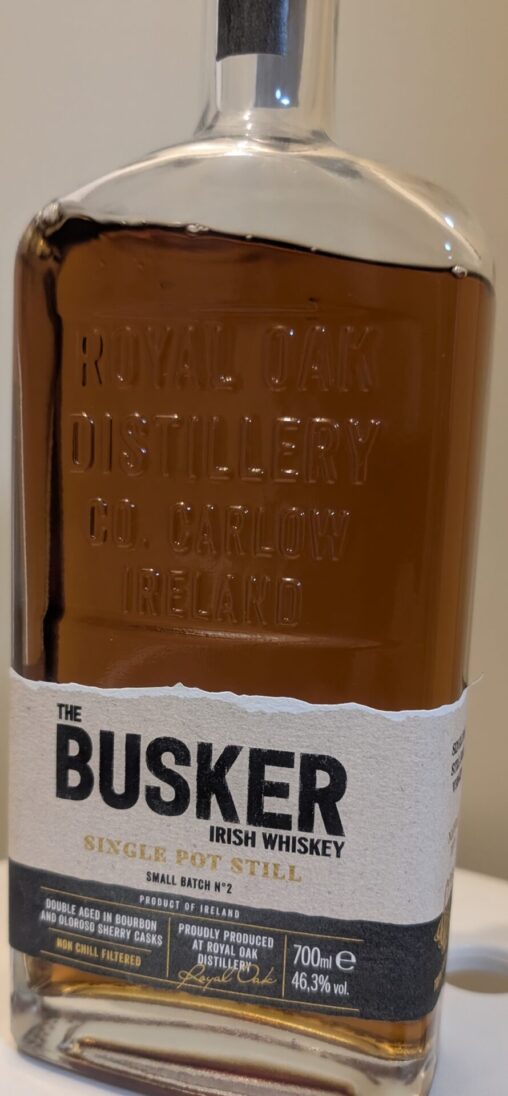 ROYAL OAK
DISTILLERY
CO. CARLOW
IRELAND
THE
BUSKER
IRISH WHISKEY
SINGLE POT STILL
SMALL BATCH Nº2
PRODUCT OF IRELAND
DOUBLE AGED IN BOURBON
AND OLOROSO SHERRY CASKS
NON CHILL FILTERED
PROUDLY PRODUCED
AT ROYAL OAK
DISTILLERY
Royal Oak
700ml e
46,3% vol.